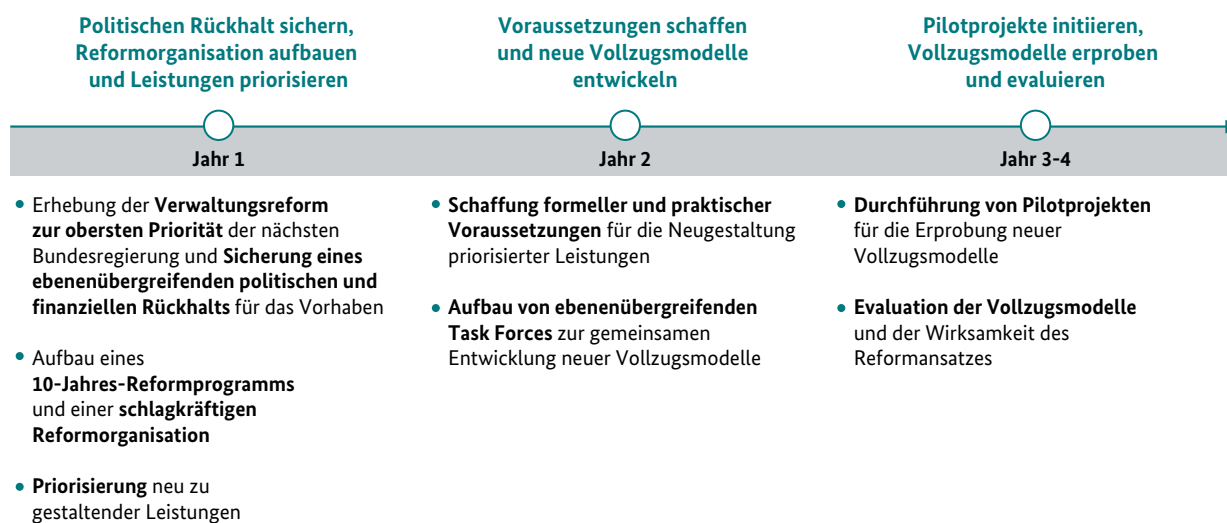 Politischen Rückhalt sichern,
Reformorganisation aufbauen
und Leistungen priorisieren
Voraussetzungen schaffen
und neue Vollzugsmodelle
entwickeln
Pilotprojekte initiieren,
Vollzugsmodelle erproben
und evaluieren
Jahr 1
Jahr 2
Jahr 3-4
• Erhebung der Verwaltungsreform
zur obersten Priorität der nächsten
Bundesregierung und Sicherung eines
ebenenübergreifenden politischen und
finanziellen Rückhalts für das Vorhaben
• Aufbau eines
10-Jahres-Reformprogramms
und einer schlagkräftigen
Reformorganisation
• Priorisierung neu zu
gestaltender Leistungen
• Schaffung formeller und praktischer
Voraussetzungen für die Neugestaltung
priorisierter Leistungen
• Aufbau von ebenenübergreifenden
Task Forces zur gemeinsamen
Entwicklung neuer Vollzugsmodelle
• Durchführung von Pilotprojekten
für die Erprobung neuer
Vollzugsmodelle
• Evaluation der Vollzugsmodelle
und der Wirksamkeit des
Reformansatzes